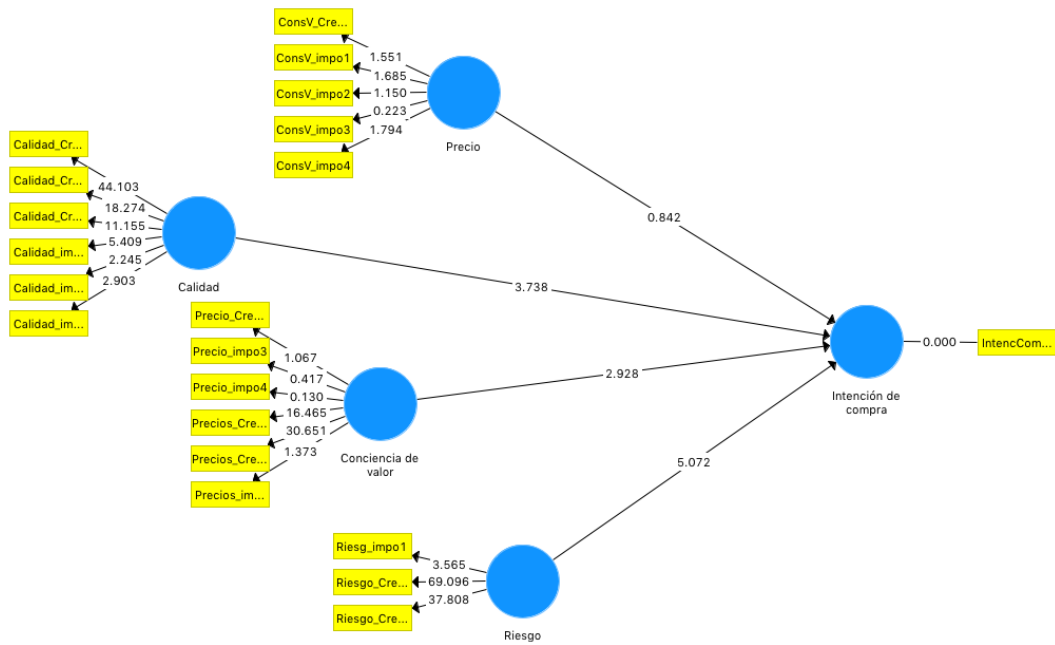 ConsV_Cre...
ConsV_impo1
ConsV_impo2
ConsV_impo3
ConsV_impo4
1.551
1.685
1.150
0.223
1.794
Precio
0.842
Calidad_Cr...
Calidad_Cr...
Calidad_Cr...
Calidad_im...
Calidad_im...
Calidad_im...
44.103
18.274
11.155
5.409
2.245
2.903
Calidad
3.738
Precio_Cre...
Precio_impo3
Precio_impo4
Precios_Cre...
Precios_Cre...
Precios_im...
1.067
0.417
0.130
16.465
30.651
1.373
Conciencia de
valor
2.928
Intención de
compra
0.000
IntencCom...
5.072
Riesg_impo1
Riesgo_Cre...
Riesgo_Cre...
3.565
69.096
37.808
Riesgo